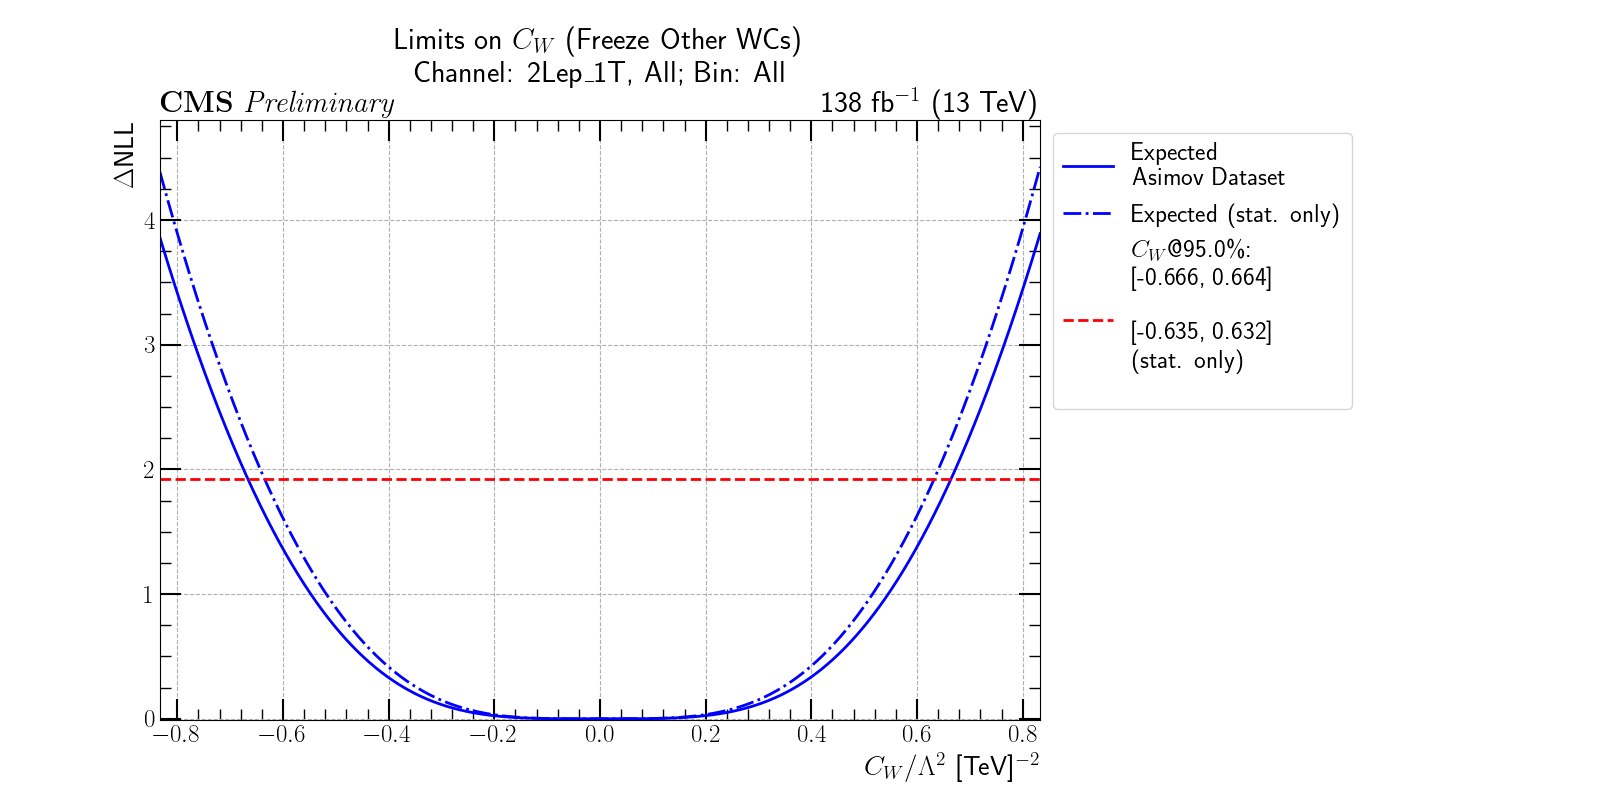 Limits on C_W (Freeze Other WCs)
Channel: 2Lep_1T, All; Bin: All
CMS Preliminary
138 fb⁻¹ (13 TeV)
ΔNLL
4
3
2
1
0
−0.8 −0.6 −0.4 −0.2 0.0 0.2 0.4 0.6 0.8
C_W/Λ² [TeV]⁻²
Expected
Asimov Dataset
Expected (stat. only)
C_W@95.0%:
[-0.666, 0.664]
[-0.635, 0.632]
(stat. only)